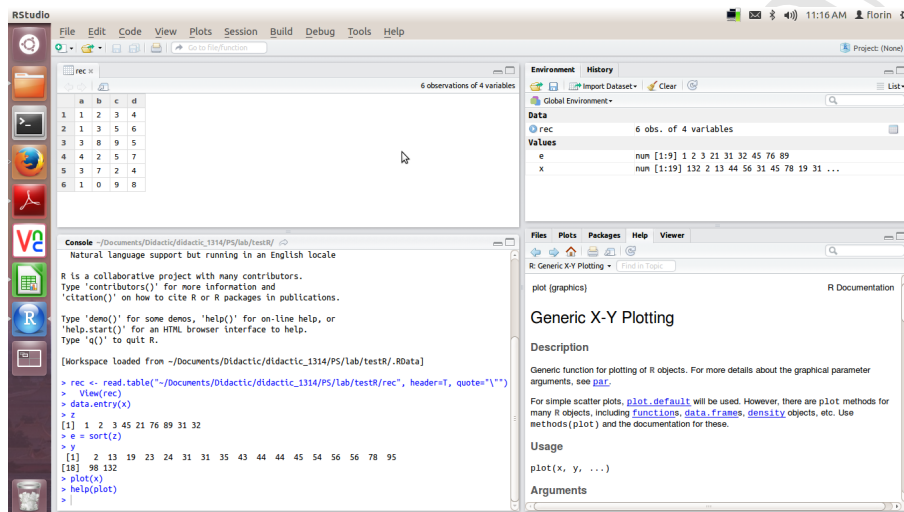 RStudio
11:16 AM florin
File Edit Code View Plots Session Build Debug Tools Help
Go to file/function
Project: (None)
rec
6 observations of 4 variables
a b c d
1 1 2 3 4
2 1 3 5 6
3 3 8 9 5
4 4 2 5 7
5 3 7 2 4
6 1 0 9 8
Environment History
Import Dataset Clear List
Global Environment
Data
rec 6 obs. of 4 variables
Values
e num [1:9] 1 2 3 21 31 32 45 76 89
x num [1:19] 132 2 13 44 56 31 45 78 19 31 ...
Console ~/Documents/Didactic/didactic_1314/PS/lab/testR/
Natural language support but running in an English locale
R is a collaborative project with many contributors.
Type 'contributors()' for more information and
'citation()' on how to cite R or R packages in publications.
Type 'demo()' for some demos, 'help()' for on-line help, or
'help.start()' for an HTML browser interface to help.
Type 'q()' to quit R.
[Workspace loaded from ~/Documents/Didactic/didactic_1314/PS/lab/testR/.RData]
> rec <- read.table("~/Documents/Didactic/didactic_1314/PS/lab/testR/rec", header=T, quote="\"")
> View(rec)
> data.entry(x)
> z
[1] 1 2 3 45 21 76 89 31 32
> e = sort(z)
> y
[1] 2 13 19 23 24 31 31 35 43 44 44 45 54 56 56 78 95
[18] 98 132
> plot(x)
> help(plot)
>
Files Plots Packages Help Viewer
R: Generic X-Y Plotting Find in Topic
plot {graphics} R Documentation
Generic X-Y Plotting
Description
Generic function for plotting of R objects. For more details about the graphical parameter
arguments, see par.
For simple scatter plots, plot.default will be used. However, there are plot methods for
many R objects, including functions, data.frames, density objects, etc. Use
methods(plot) and the documentation for these.
Usage
plot(x, y, ...)
Arguments